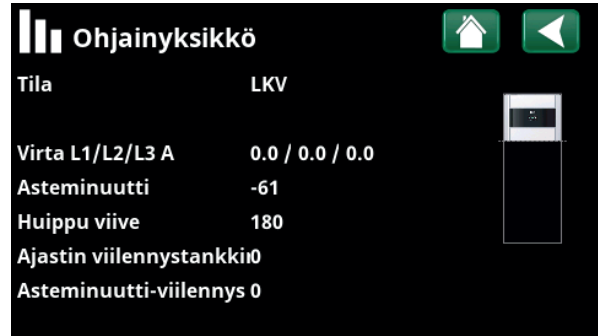 Ohjainyksikkö
Tila LKV
Virta L1/L2/L3 A 0.0 / 0.0 / 0.0
Asteminuutti -61
Huippu viive 180
Ajastin viilennystankkin 0
Asteminuutti-viilennys 0